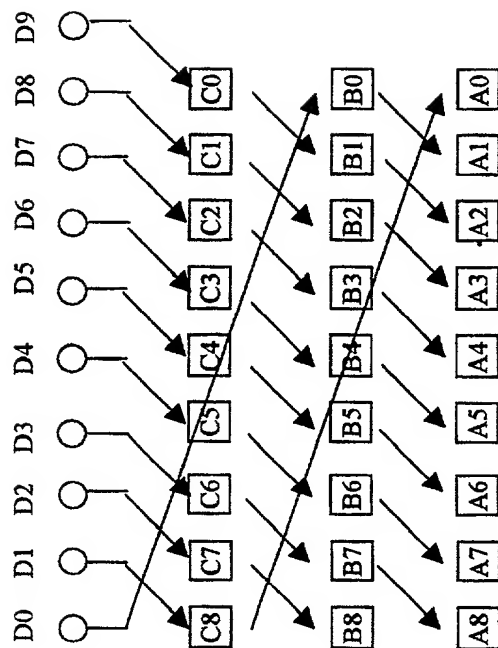 D0 D1 D2 D3 D4 D5 D6 D7 D8 D9
C8 C7 C6 C5 C4 C3 C2 C1 C0
B8 B7 B6 B5 B4 B3 B2 B1 B0
A8 A7 A6 A5 A4 A3 A2 A1 A0